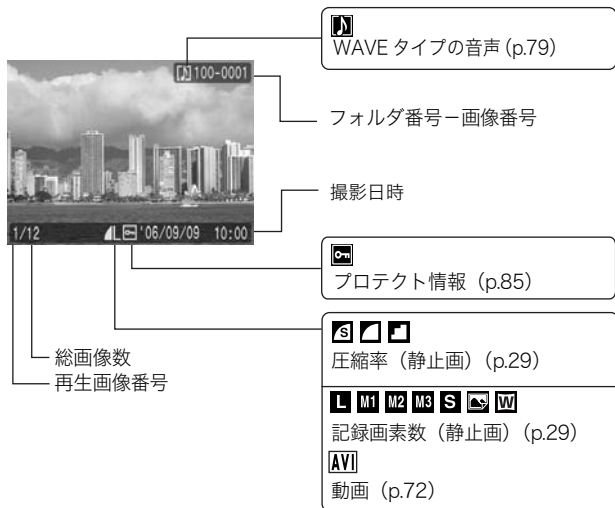 WAVE タイプの音声 (p.79)
100-0001
フォルダ番号－画像番号
撮影日時
1/12
L
'06/09/09 10:00
プロテクト情報（p.85）
S
圧縮率（静止画）(p.29)
総画像数
再生画像番号
L M1 M2 M3 S W
記録画素数（静止画）(p.29)
AVI
動画（p.72）